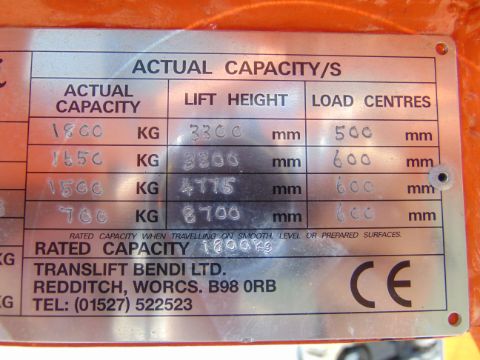 ACTUAL CAPACITY/S
ACTUAL CAPACITY LIFT HEIGHT LOAD CENTRES
1800 KG 3300 mm 500 mm
1650 KG 3300 mm 600 mm
1500 KG 4775 mm 600 mm
700 KG 8700 mm 600 mm
RATED CAPACITY WHEN TRAVELLING ON SMOOTH, LEVEL OR PREPARED SURFACES.
RATED CAPACITY 1800kg
TRANSLIFT BENDI LTD.
REDDITCH, WORCS. B98 0RB
TEL: (01527) 522523
CE
KG
KG